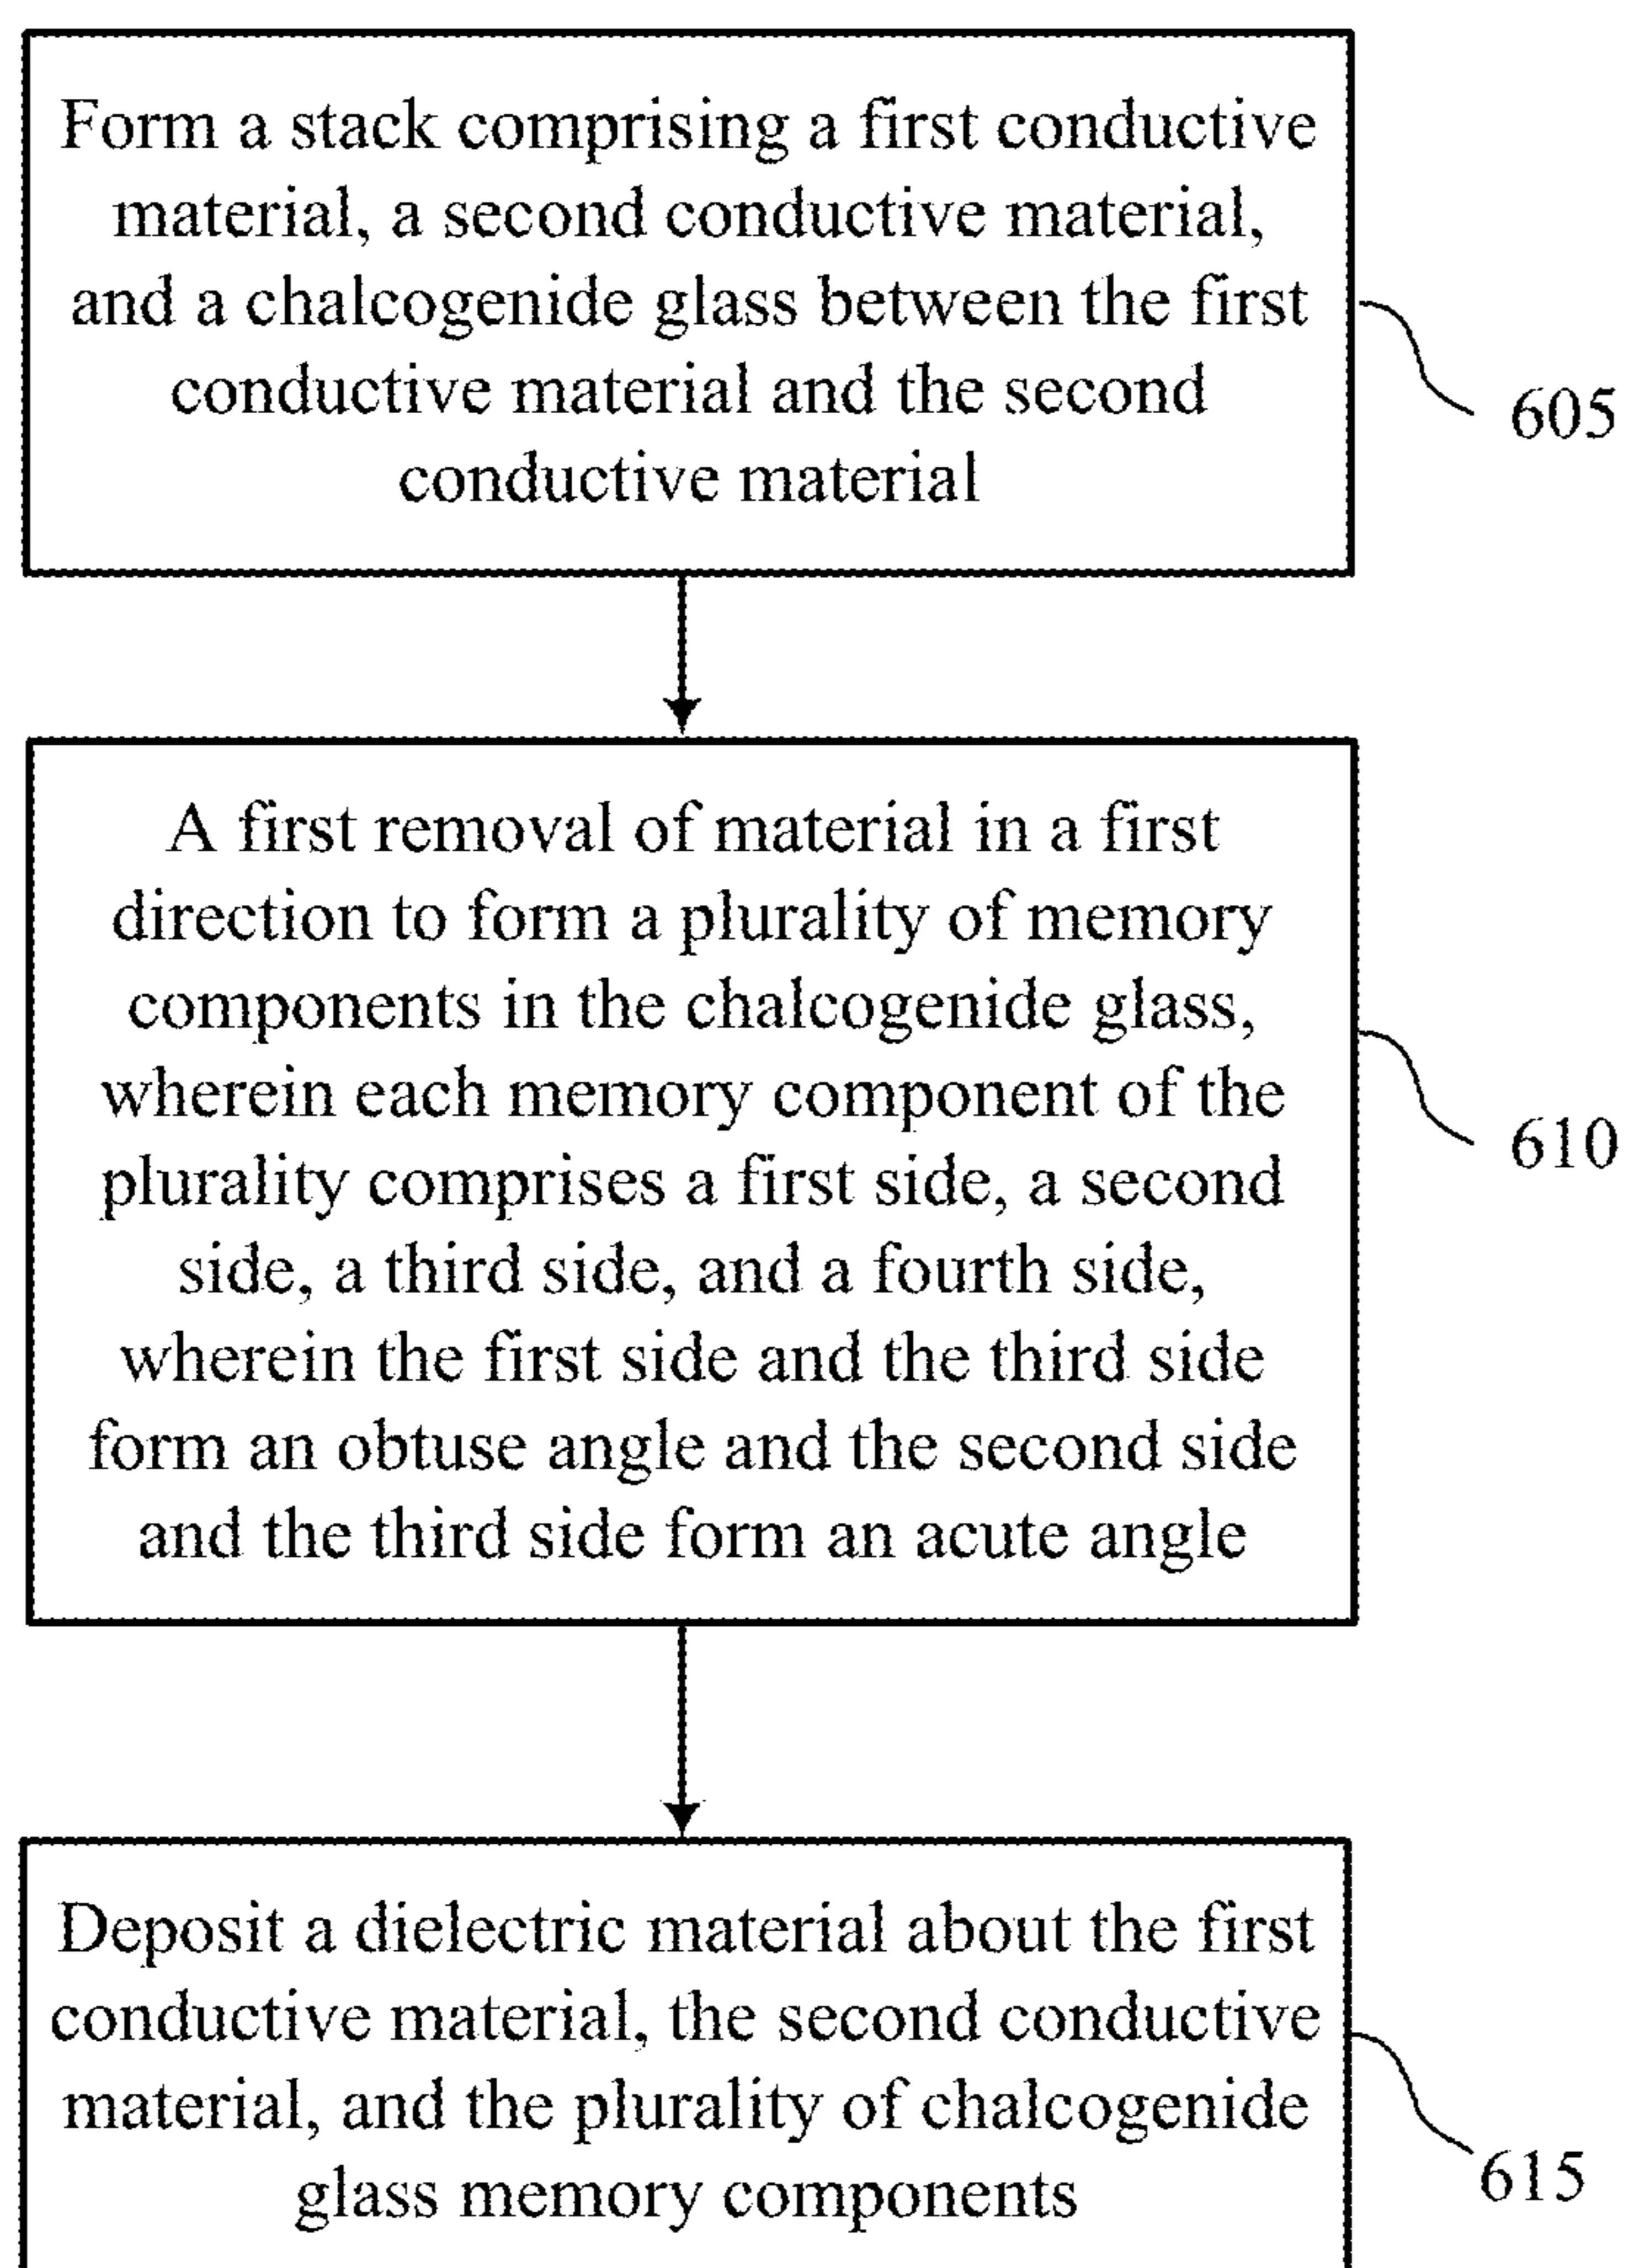 Form a stack comprising a first conductive
material, a second conductive material,
and a chalcogenide glass between the first
conductive material and the second
conductive material
605
A first removal of material in a first
direction to form a plurality of memory
components in the chalcogenide glass,
wherein each memory component of the
plurality comprises a first side, a second
side, a third side, and a fourth side,
wherein the first side and the third side
form an obtuse angle and the second side
and the third side form an acute angle
610
Deposit a dielectric material about the first
conductive material, the second conductive
material, and the plurality of chalcogenide
glass memory components
615